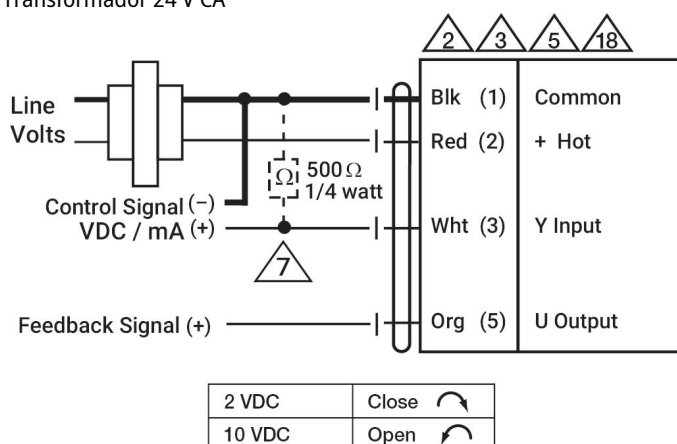 Transformador 24 V CA
2 3 5 18
Line Volts
Blk (1) Common
Red (2) + Hot
Ω 500 Ω
1/4 watt
Control Signal (−)
VDC / mA (+)
Wht (3) Y Input
7
Feedback Signal (+)
Org (5) U Output
2 VDC Close
10 VDC Open